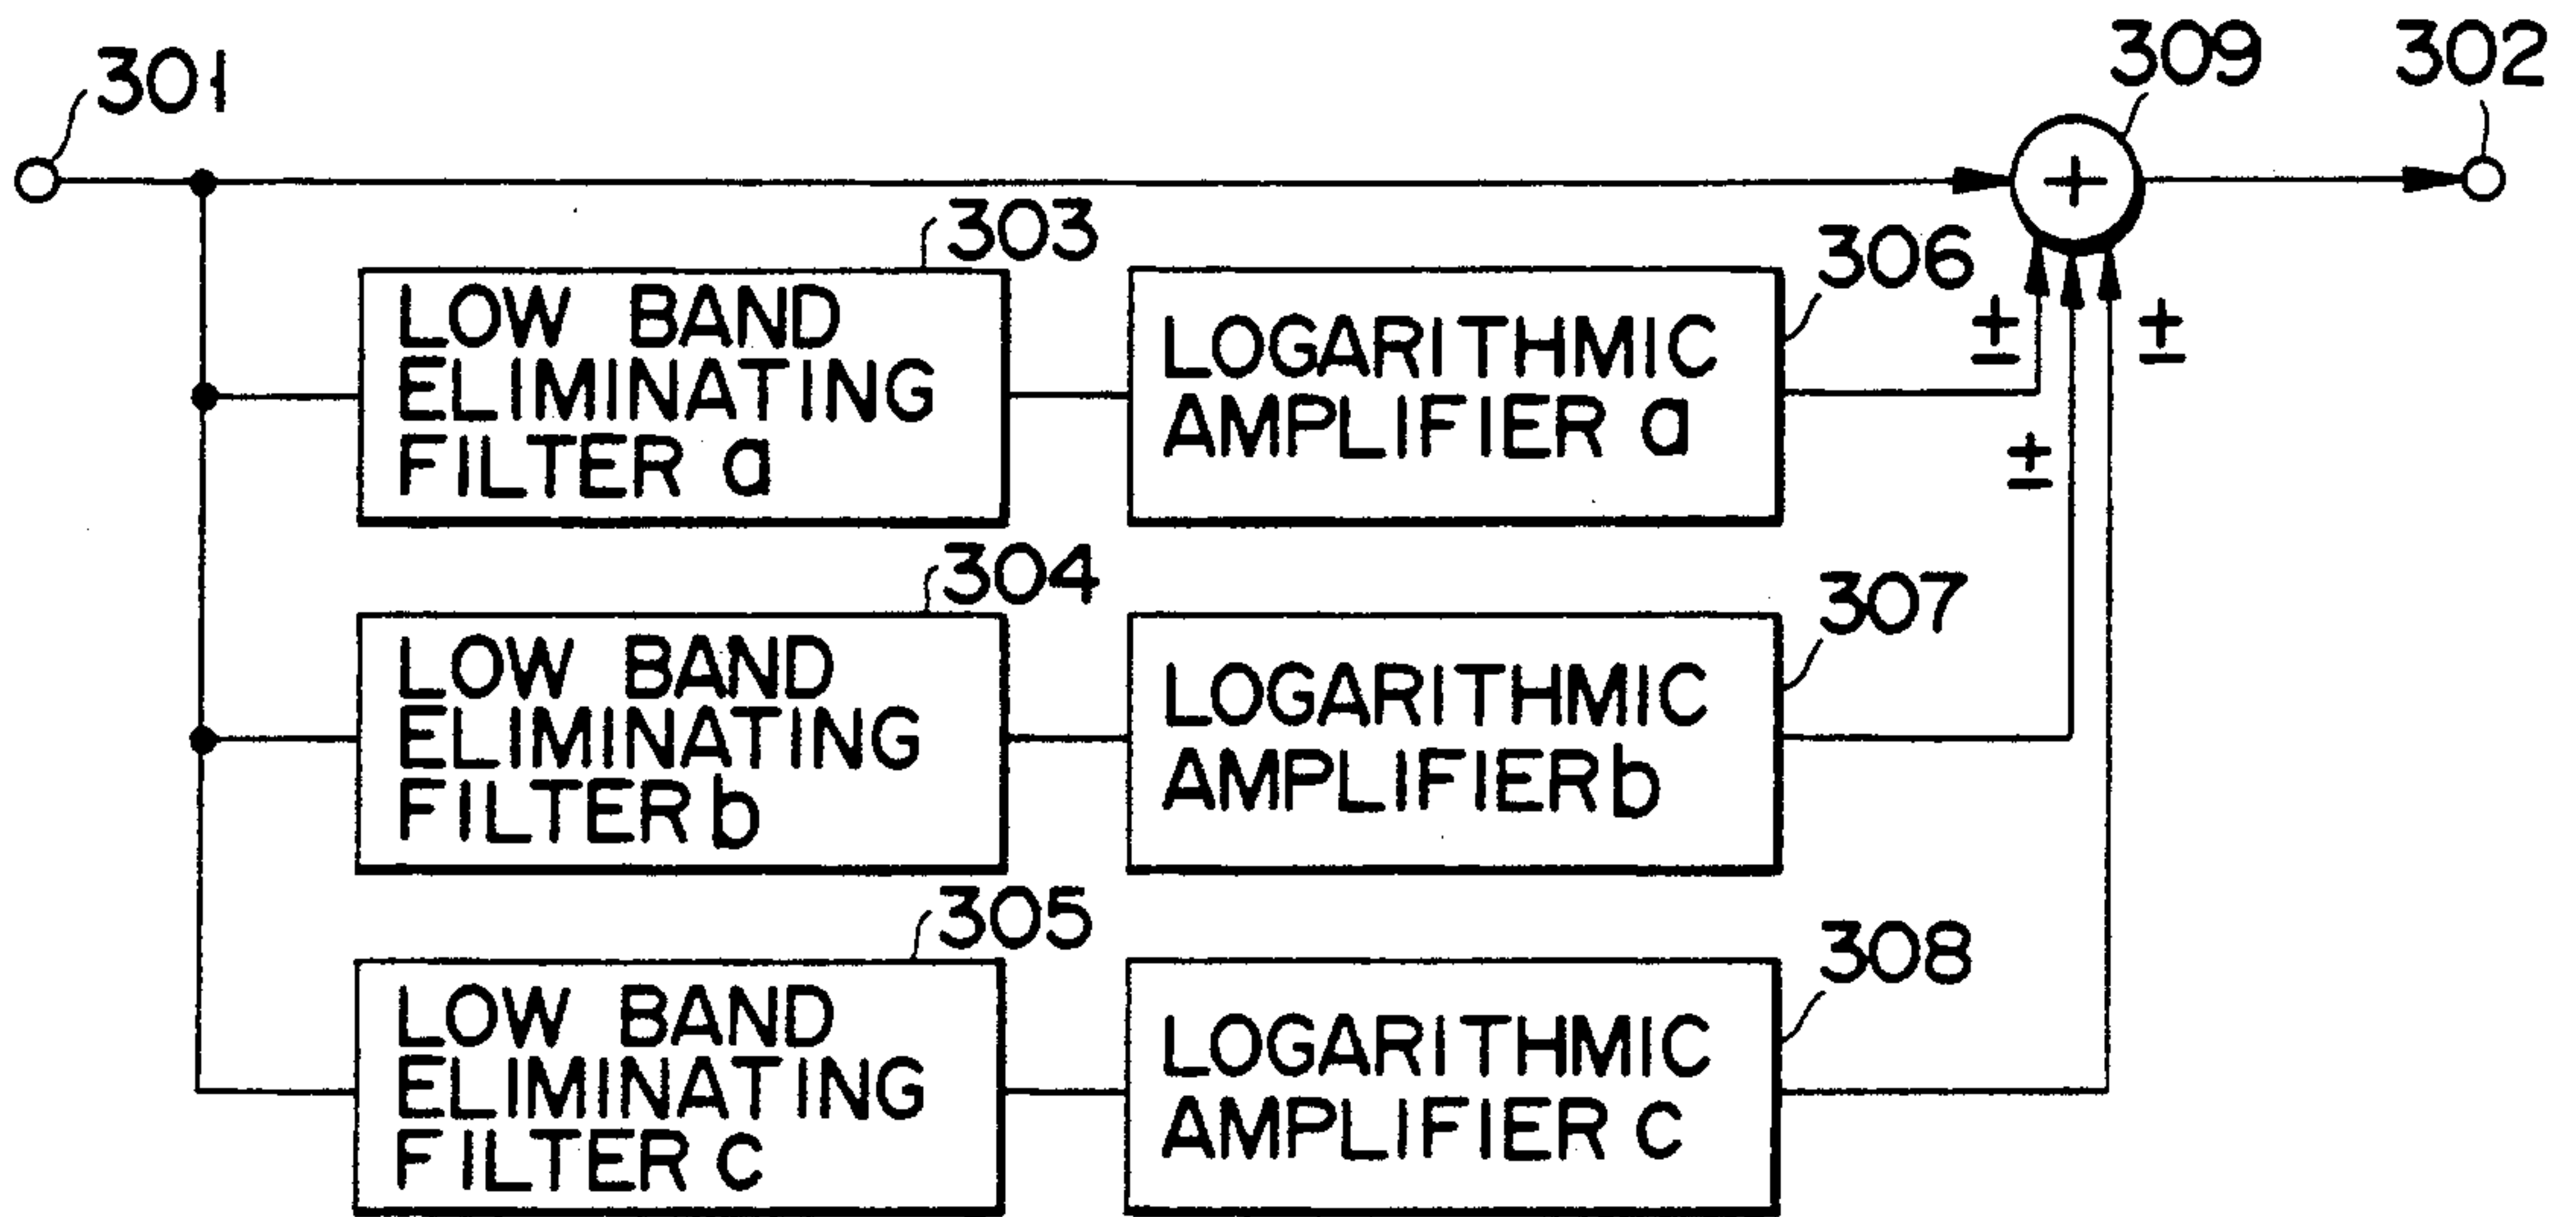 301
309
302
+
303
LOW BAND
ELIMINATING
FILTER a
306
LOGARITHMIC
AMPLIFIER a
±
±
±
304
LOW BAND
ELIMINATING
FILTER b
307
LOGARITHMIC
AMPLIFIER b
305
LOW BAND
ELIMINATING
FILTER c
308
LOGARITHMIC
AMPLIFIER c